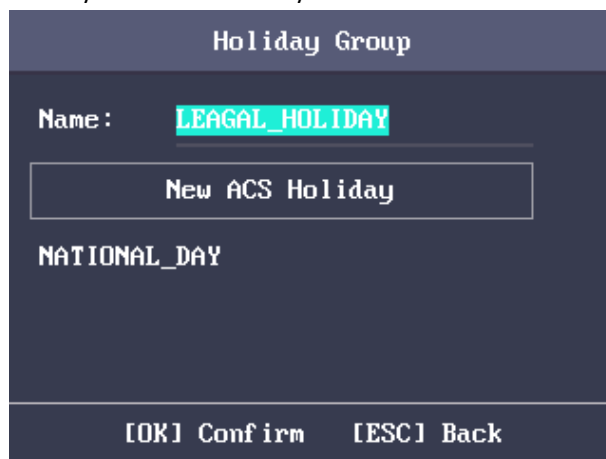 Holiday Group
Name: LEAGAL_HOLIDAY
New ACS Holiday
NATIONAL_DAY
[OK] Confirm [ESC] Back